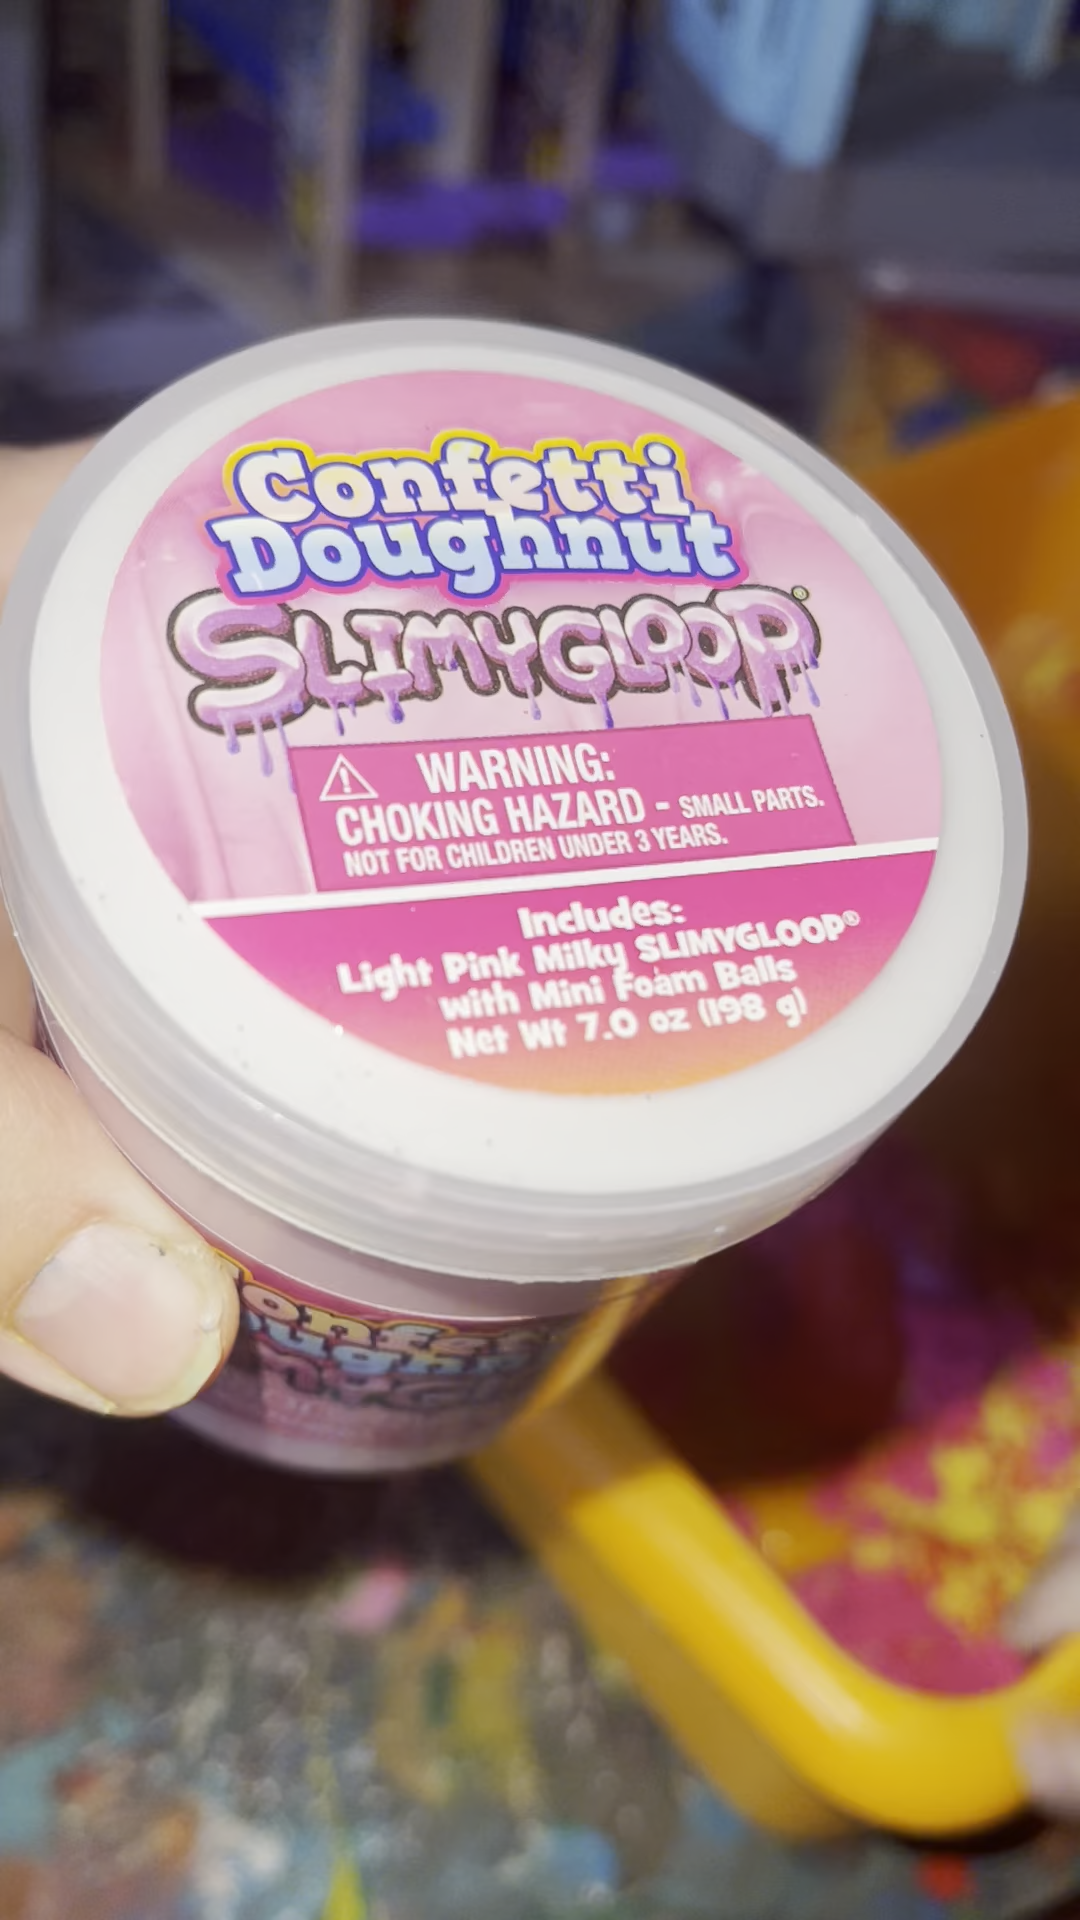 Confetti
Doughnut
SLIMYGLOOP®
WARNING:
CHOKING HAZARD - SMALL PARTS.
NOT FOR CHILDREN UNDER 3 YEARS.
Includes:
Light Pink Milky SLIMYGLOOP®
with Mini Foam Balls
Net Wt 7.0 oz (198 g)